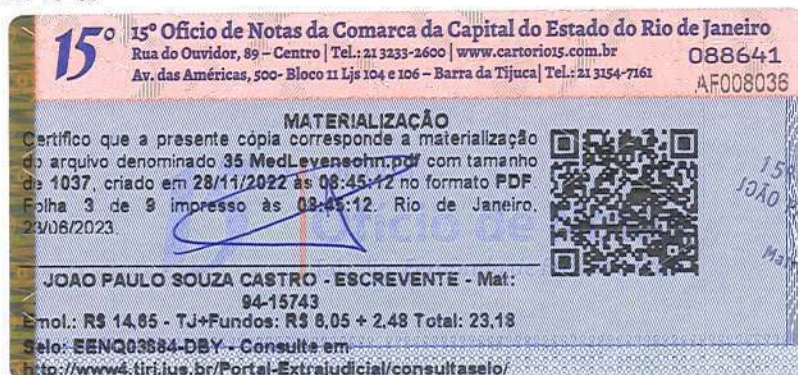 15º 15º Ofício de Notas da Comarca da Capital do Estado do Rio de Janeiro
Rua do Ouvidor, 89 – Centro | Tel.: 21 3233-2600 | www.cartorio15.com.br
Av. das Américas, 500- Bloco 11 Ljs 104 e 106 – Barra da Tijuca| Tel.: 21 3154-7161
088641
AF008036
MATERIALIZAÇÃO
Certifico que a presente cópia corresponde a materialização
do arquivo denominado 35 MedLevensohn.pdf com tamanho
de 1037, criado em 28/11/2022 às 08:45:12 no formato PDF.
Folha 3 de 9 impresso às 08:45:12. Rio de Janeiro,
23/06/2023.
Ofício de
JOAO PAULO SOUZA CASTRO - ESCREVENTE - Mat:
94-15743
Emol.: R$ 14,65 - TJ+Fundos: R$ 6,05 + 2,48 Total: 23,18
Selo: EENQ03884-DBY - Consulte em
http://www4.tjrj.jus.br/Portal-Extrajudicial/consultaselo/
JOÃO